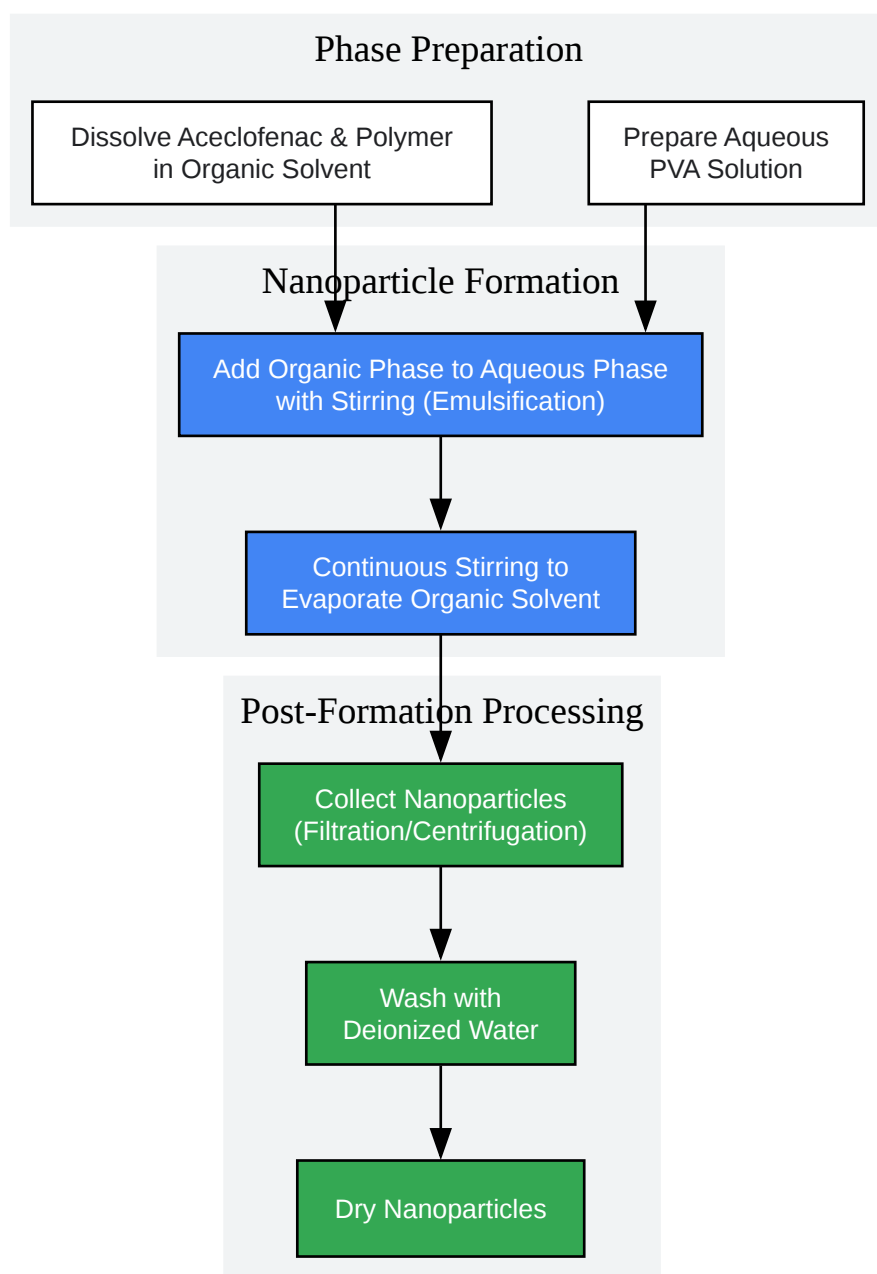 Phase Preparation
Dissolve Aceclofenac & Polymer
in Organic Solvent
Prepare Aqueous
PVA Solution
Nanoparticle Formation
Add Organic Phase to Aqueous Phase
with Stirring (Emulsification)
Continuous Stirring to
Evaporate Organic Solvent
Post-Formation Processing
Collect Nanoparticles
(Filtration/Centrifugation)
Wash with
Deionized Water
Dry Nanoparticles